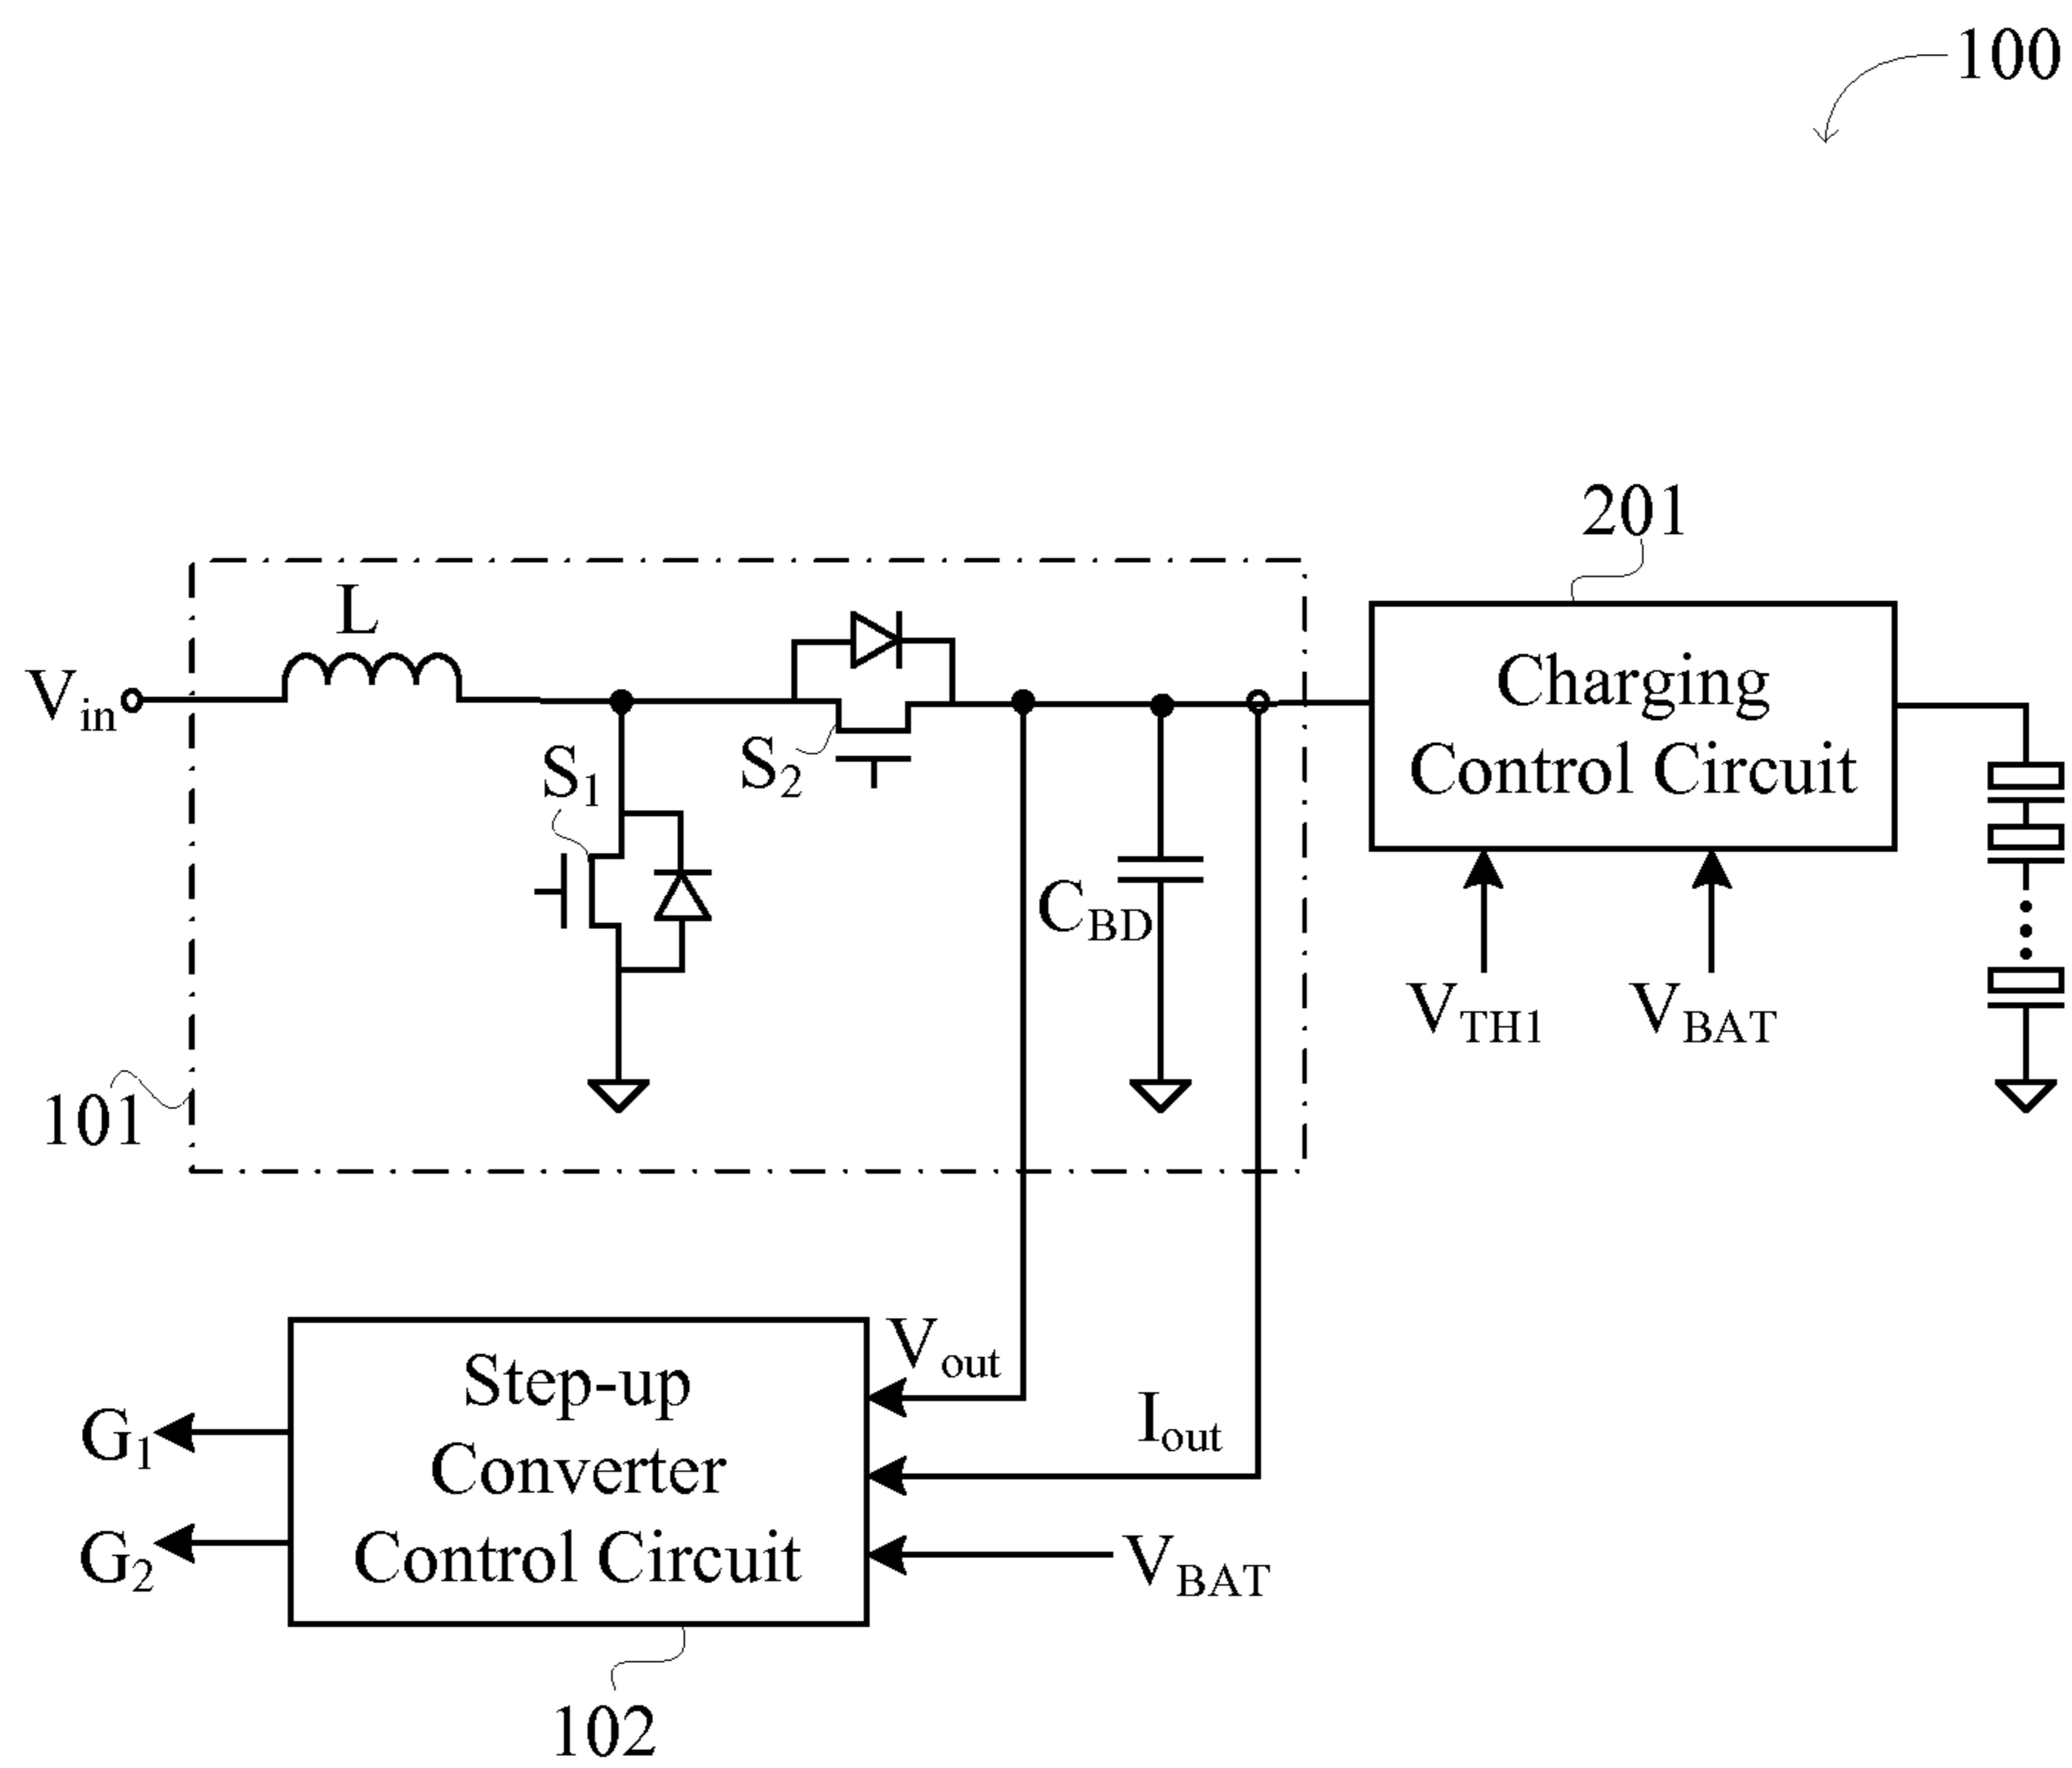 100
201
L
Vin
S1
S2
Charging
Control Circuit
CBD
VTH1
VBAT
101
Vout
Iout
VBAT
Step-up
Converter
Control Circuit
G1
G2
102